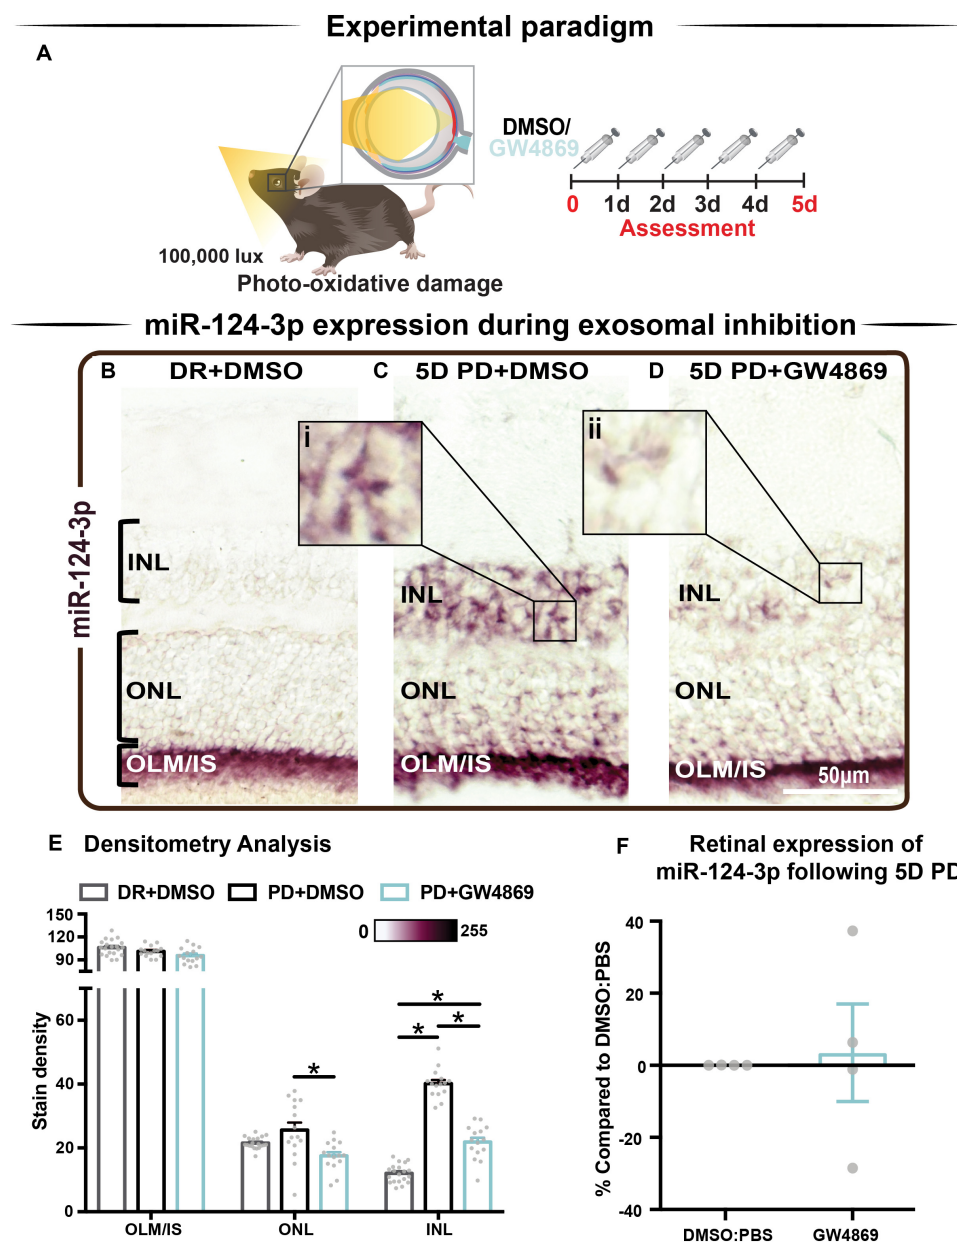 Experimental paradigm
A
DMSO/
GW4869
0 1d 2d 3d 4d 5d
Assessment
100,000 lux
Photo-oxidative damage
miR-124-3p expression during exosomal inhibition
B DR+DMSO C 5D PD+DMSO D 5D PD+GW4869
i
ii
miR-124-3p
INL
INL
INL
ONL
ONL
ONL
OLM/IS
OLM/IS
OLM/IS
50µm
E Densitometry Analysis
DR+DMSO PD+DMSO PD+GW4869
0 255
Stain density
150
120
90
60
40
20
0
* * *
*
OLM/IS ONL INL
F Retinal expression of
miR-124-3p following 5D PD
% Compared to DMSO:PBS
40
20
0
-20
-40
DMSO:PBS GW4869